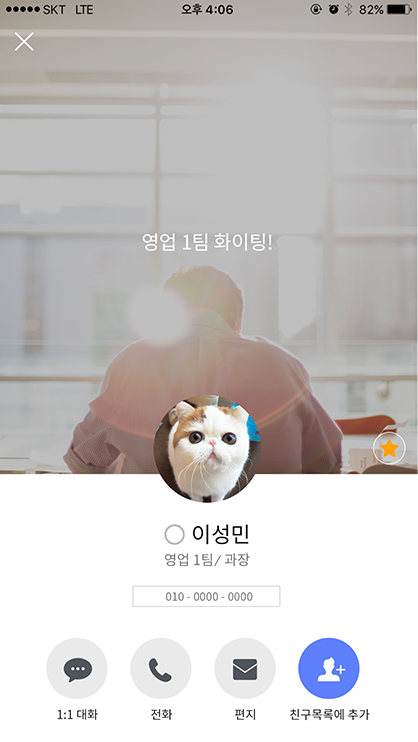 SKT LTE 오후 4:06 82%
영업 1팀 화이팅!
이성민
영업 1팀/ 과장
010 - 0000 - 0000
1:1 대화 전화 편지 친구목록에 추가